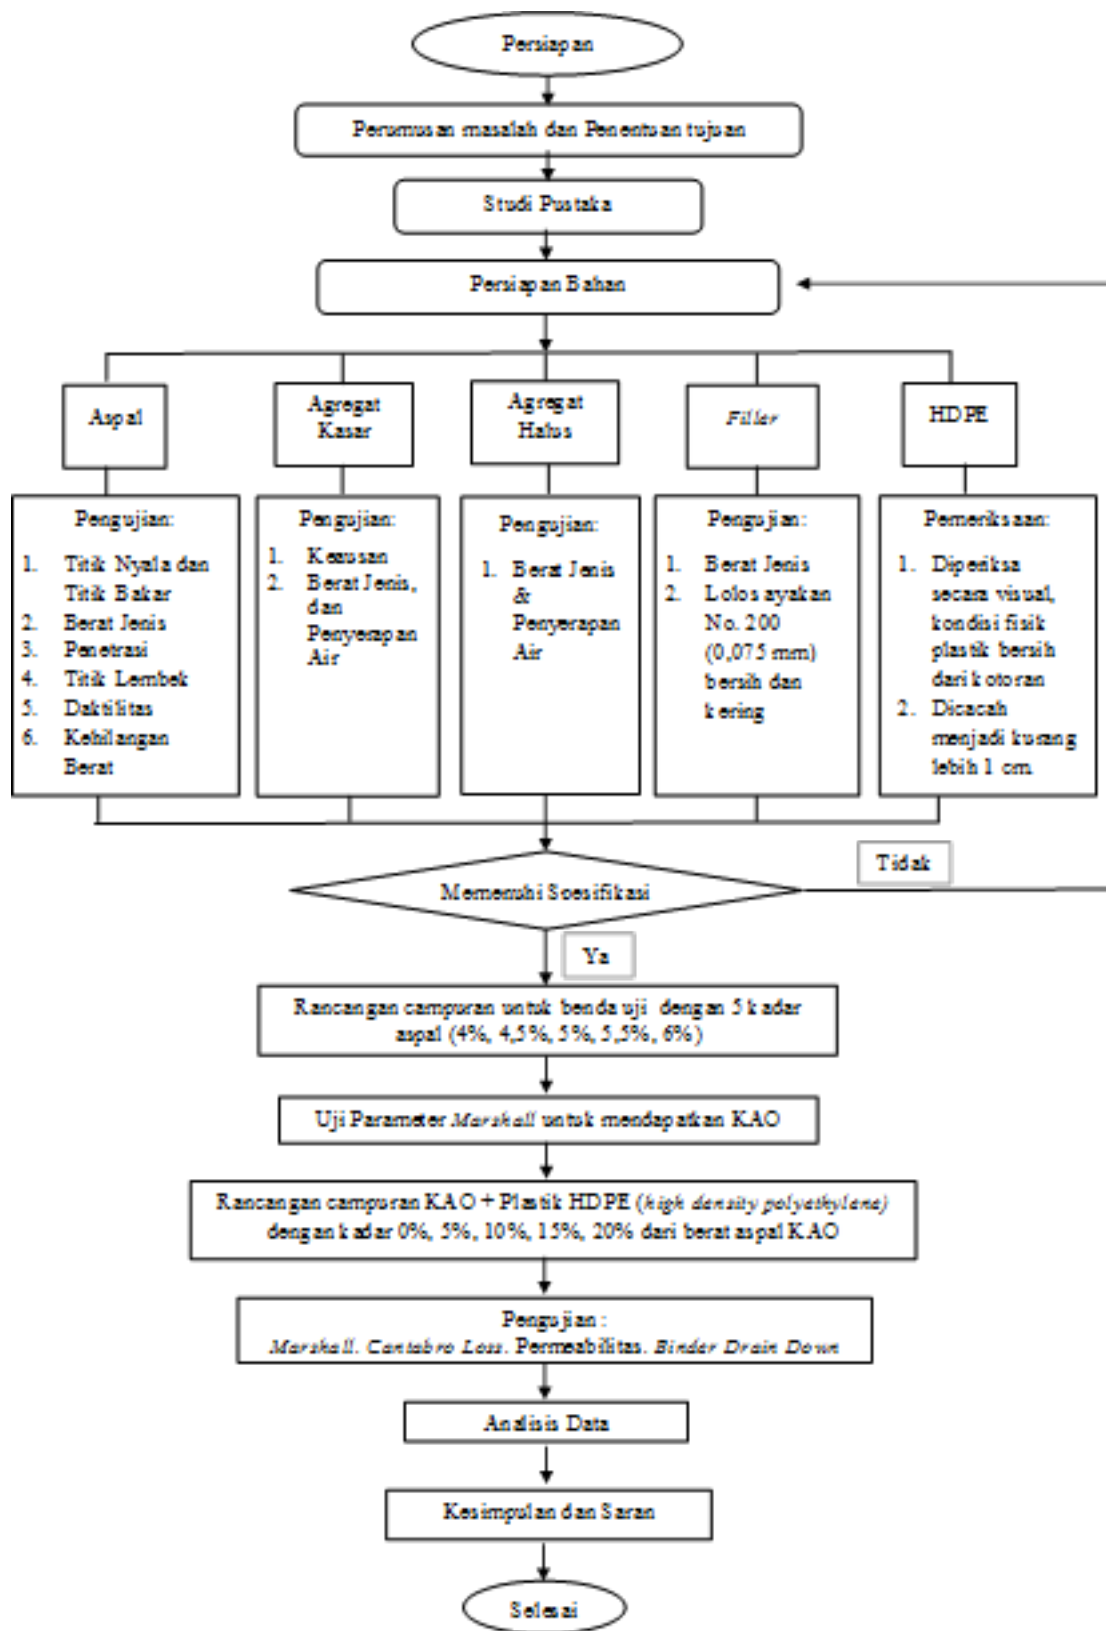 Persiapan
Perumusan masalah dan Penentuan tujuan
Studi Pustaka
Persiapan Bahan
Aspal
Agregat
Kasar
Agregat
Halus
Filler
HDPE
Pengujian:
1. Titik Nyala dan
Titik Bakar
2. Berat Jenis
3. Penetrasi
4. Titik Lembek
5. Daktilitas
6. Kehilangan
Berat
Pengujian:
1. Keausan
2. Berat Jenis,
dan
Penyerapan
Air
Pengujian:
1. Berat Jenis
&
Penyerapan
Air
Pengujian:
1. Berat Jenis
2. Lolos ayakan
No. 200
(0,075 mm)
bersih dan
kering
Pemeriksaan:
1. Diperiksa
secara visual,
kondisi fisik
plastik bersih
dari kotoran
2. Dicacah
menjadi kurang
lebih 1 cm
Memenuhi Soesifikasi
Tidak
Ya
Rancangan campuran untuk benda uji dengan 5 kadar
aspal (4%, 4,5%, 5%, 5,5%, 6%)
Uji Parameter Marshall untuk mendapatkan KAO
Rancangan campuran KAO + Plastik HDPE (high density polyethylene)
dengan kadar 0%, 5%, 10%, 15%, 20% dari berat aspal KAO
Pengujian :
Marshall. Cantabro Loss. Permeabilitas. Binder Drain Down
Analisis Data
Kesimpulan dan Saran
Selesai